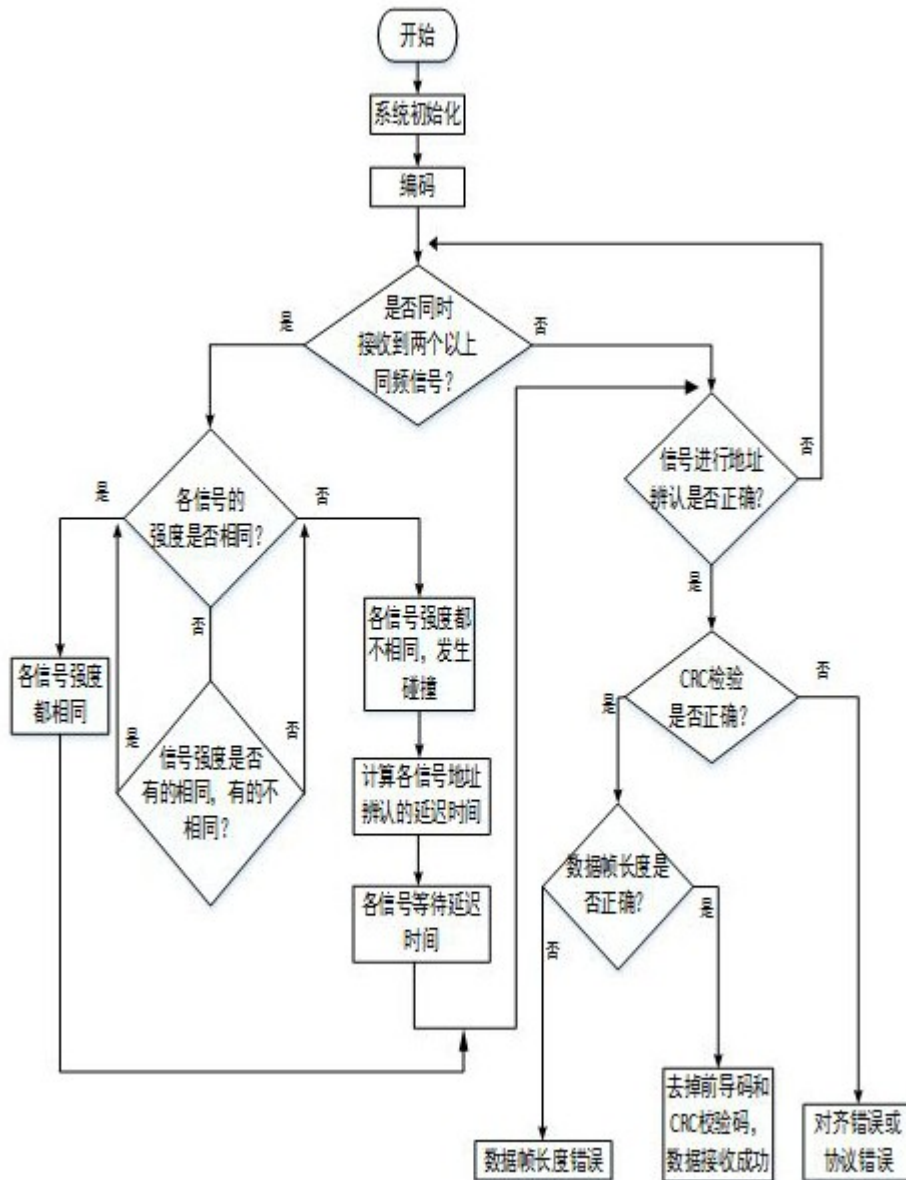 开始
系统初始化
编码
是否同时
接收到两个以上
同频信号?
是
否
信号进行地址
辨认是否正确?
否
是
各信号的
强度是否相同?
是
否
否
各信号强度
都相同
各信号强度都
不相同，发生
碰撞
信号强度是否
有的相同，有的不
相同?
是
否
计算各信号地址
辨认的延迟时间
各信号等待延迟
时间
CRC检验
是否正确?
是
否
数据帧长度是
否正确?
否
是
数据帧长度错误
去掉前导码和
CRC校验码，
数据接收成功
对齐错误或
协议错误